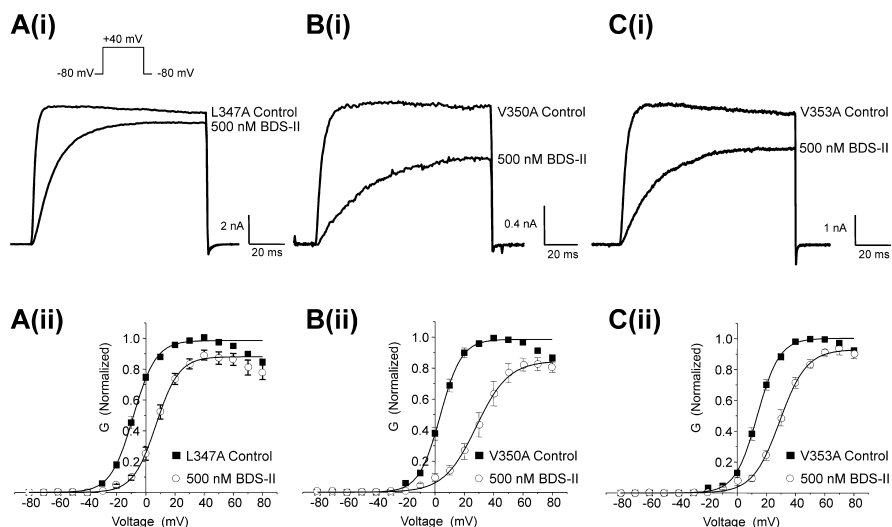 A(i)
B(i)
C(i)
+40 mV
-80 mV
-80 mV
L347A Control
500 nM BDS-II
2 nA
20 ms
V350A Control
500 nM BDS-II
0.4 nA
20 ms
V353A Control
500 nM BDS-II
1 nA
20 ms
A(ii)
B(ii)
C(ii)
G (Normalized)
1.0
0.8
0.6
0.4
0.2
L347A Control
500 nM BDS-II
-80 -60 -40 -20 0 20 40 60 80
Voltage (mV)
G (Normalized)
1.0
0.8
0.6
0.4
0.2
V350A Control
500 nM BDS-II
-80 -60 -40 -20 0 20 40 60 80
Voltage (mV)
G (Normalized)
1.0
0.8
0.6
0.4
0.2
V353A Control
500 nM BDS-II
-80 -60 -40 -20 0 20 40 60 80
Voltage (mV)